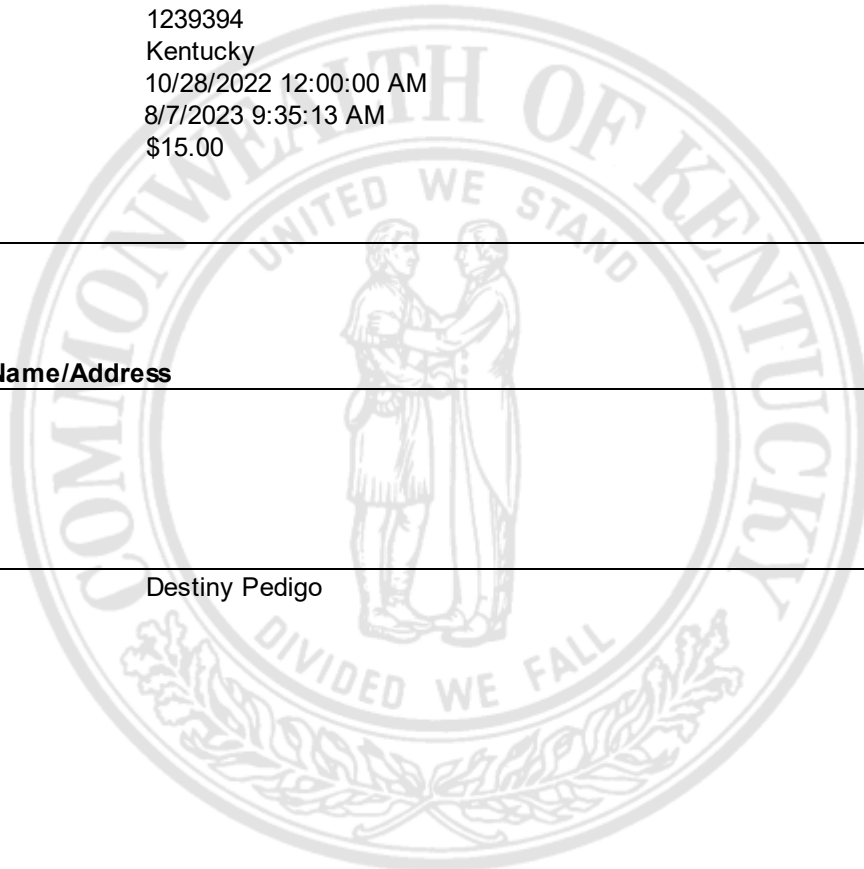 1239394
Kentucky
10/28/2022 12:00:00 AM
8/7/2023 9:35:13 AM
$15.00
COMMONWEALTH OF KENTUCKY
UNITED WE STAND
Name/Address
Destiny Pedigo
DIVIDED WE FALL